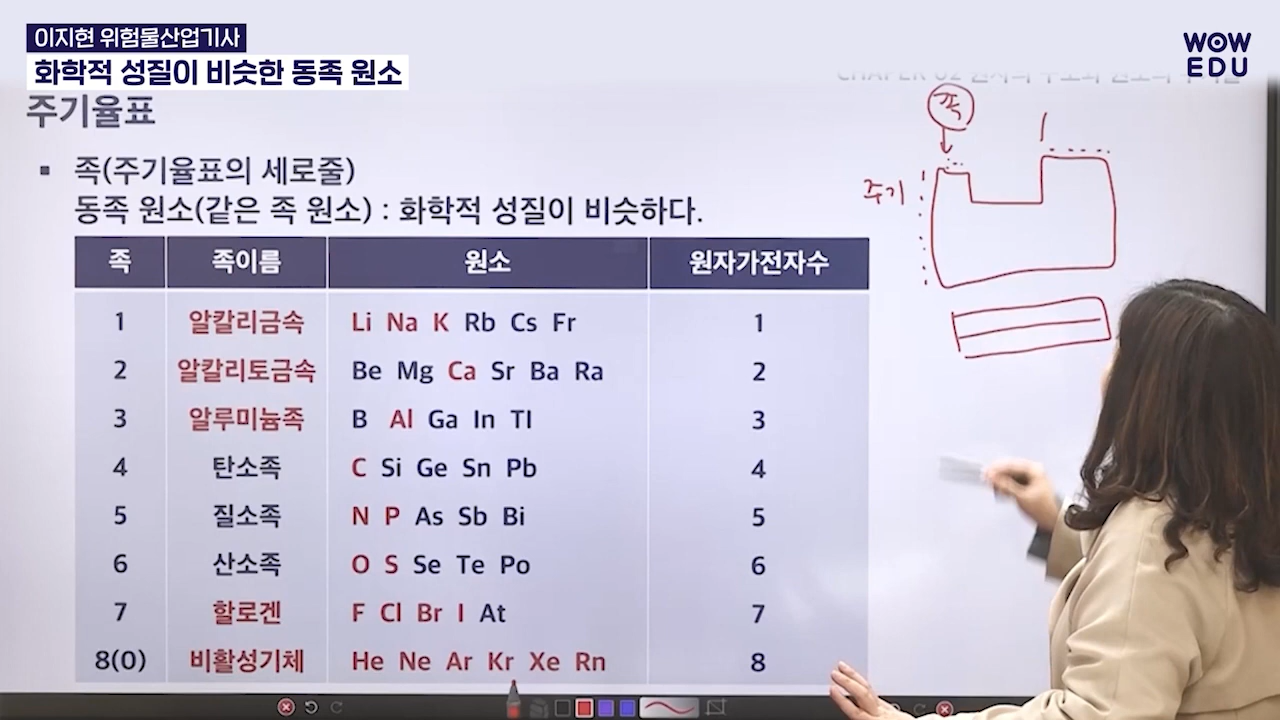 이지현 위험물산업기사
화학적 성질이 비슷한 동족 원소
WOW
EDU
주기율표
족
주기
▪ 족(주기율표의 세로줄)
동족 원소(같은 족 원소) : 화학적 성질이 비슷하다.
족 족이름 원소 원자가전자수
1 알칼리금속 Li Na K Rb Cs Fr 1
2 알칼리토금속 Be Mg Ca Sr Ba Ra 2
3 알루미늄족 B Al Ga In Tl 3
4 탄소족 C Si Ge Sn Pb 4
5 질소족 N P As Sb Bi 5
6 산소족 O S Se Te Po 6
7 할로겐 F Cl Br I At 7
8(0) 비활성기체 He Ne Ar Kr Xe Rn 8